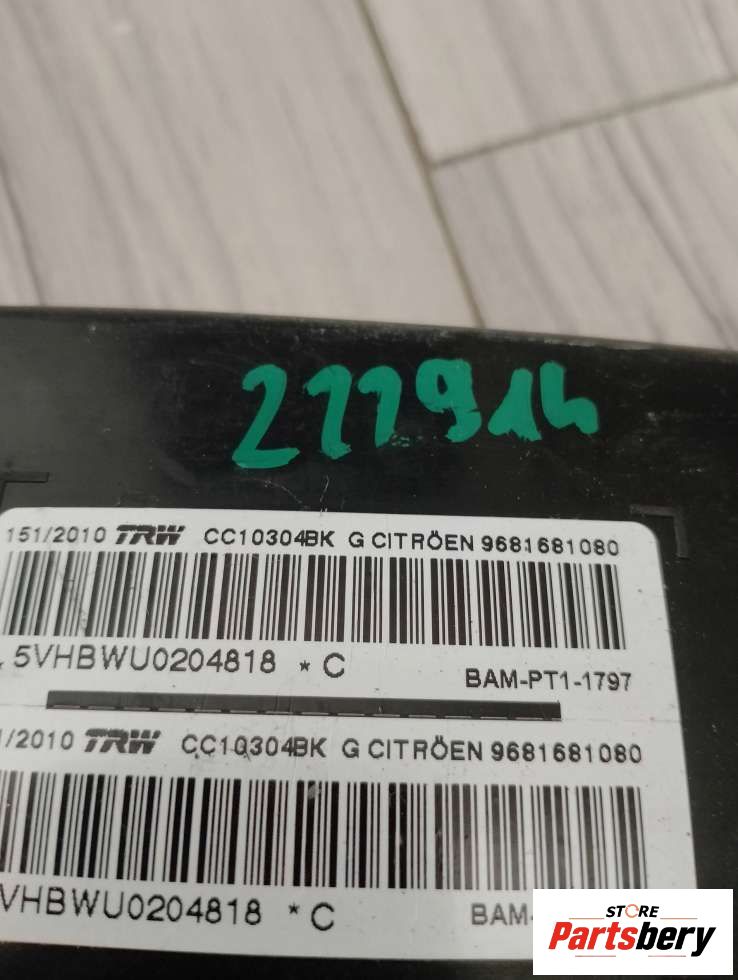 277914
151/2010 TRW CC10304BK G CITRÖEN 9681681080
5VHBWU0204818 *C BAM-PT1-1797
1/2010 TRW CC10304BK G CITRÖEN 9681681080
VHBWU0204818 *C BAM-
STORE
Partsbery